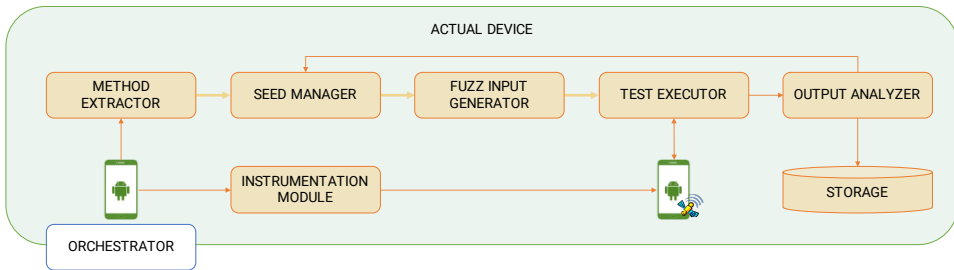 ACTUAL DEVICE
METHOD
EXTRACTOR
SEED MANAGER
FUZZ INPUT
GENERATOR
TEST EXECUTOR
OUTPUT ANALYZER
INSTRUMENTATION
MODULE
STORAGE
ORCHESTRATOR